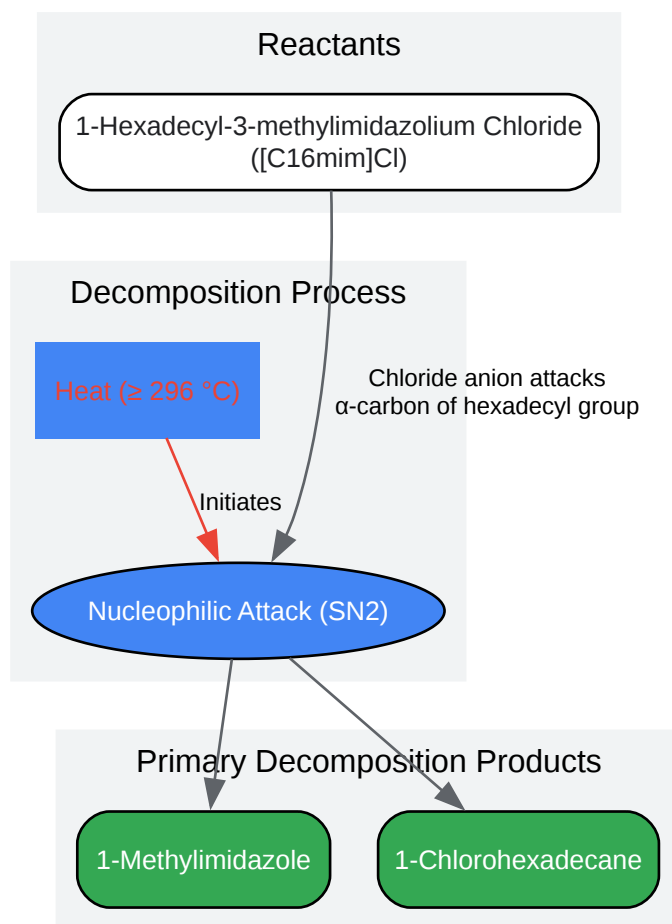 Reactants
1-Hexadecyl-3-methylimidazolium Chloride
([C16mim]Cl)
Decomposition Process
Heat (≥ 296 °C)
Chloride anion attacks
α-carbon of hexadecyl group
Initiates
Nucleophilic Attack (SN2)
Primary Decomposition Products
1-Methylimidazole
1-Chlorohexadecane